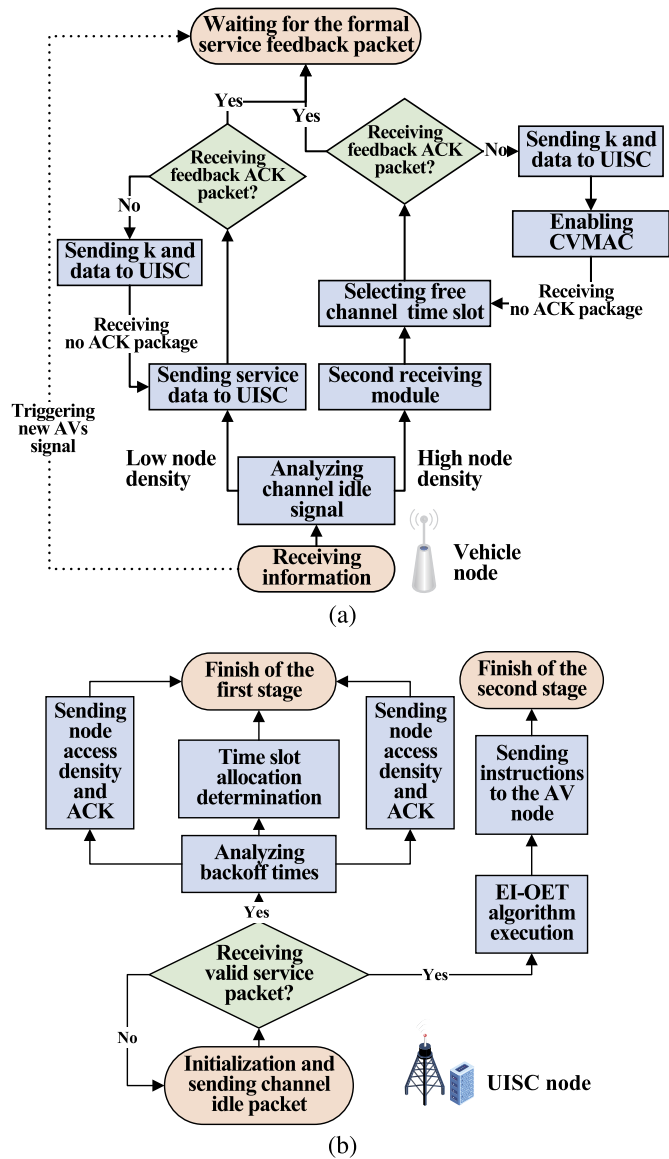 Waiting for the formal
service feedback packet
Yes
Yes
Receiving
feedback ACK
packet?
Receiving
feedback ACK
packet?
No
Sending k and
data to UISC
No
Sending k and
data to UISC
Enabling
CVMAC
Selecting free
channel time slot
Receiving
no ACK package
Receiving
no ACK package
Sending service
data to UISC
Second receiving
module
Triggering
new AVs
signal
Low node
density
High node
density
Analyzing
channel idle
signal
Receiving
information
Vehicle
node
(a)
Finish of the
first stage
Finish of the
second stage
Sending
node
access
density
and
ACK
Time slot
allocation
determination
Sending
node
access
density
and
ACK
Sending
instructions
to the AV
node
Analyzing
backoff times
EI-OET
algorithm
execution
Yes
Receiving
valid service
packet?
Yes
No
Initialization and
sending channel
idle packet
UISC node
(b)